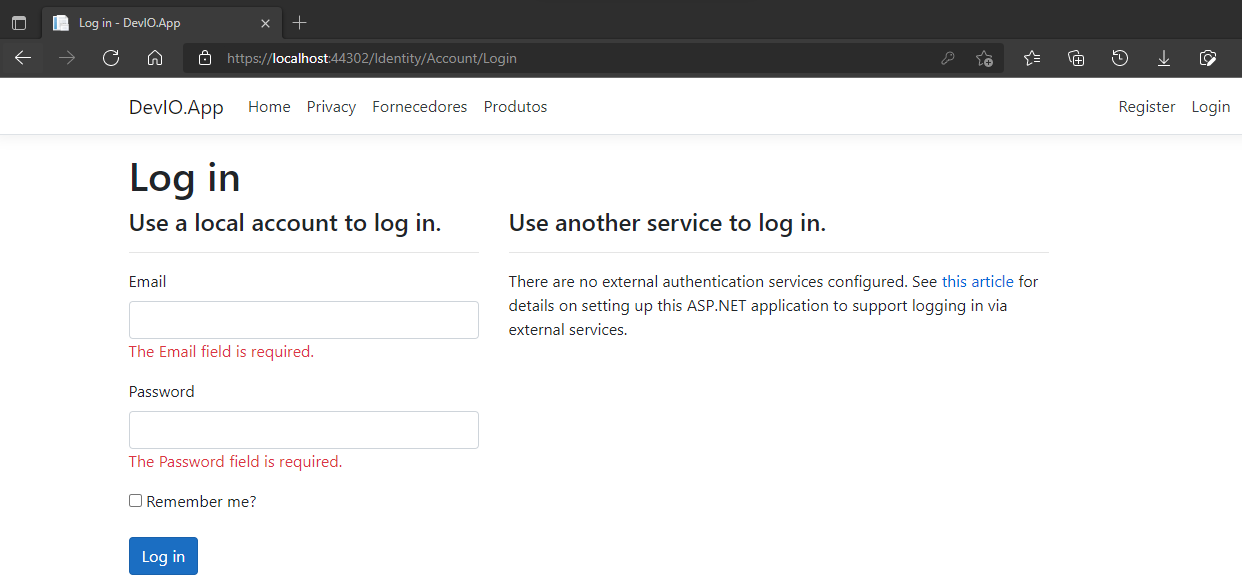 Log in - DevIO.App
https://localhost:44302/Identity/Account/Login
DevIO.App Home Privacy Fornecedores Produtos Register Login
Log in
Use a local account to log in.
Email
The Email field is required.
Password
The Password field is required.
Remember me?
Log in
Use another service to log in.
There are no external authentication services configured. See this article for
details on setting up this ASP.NET application to support logging in via
external services.